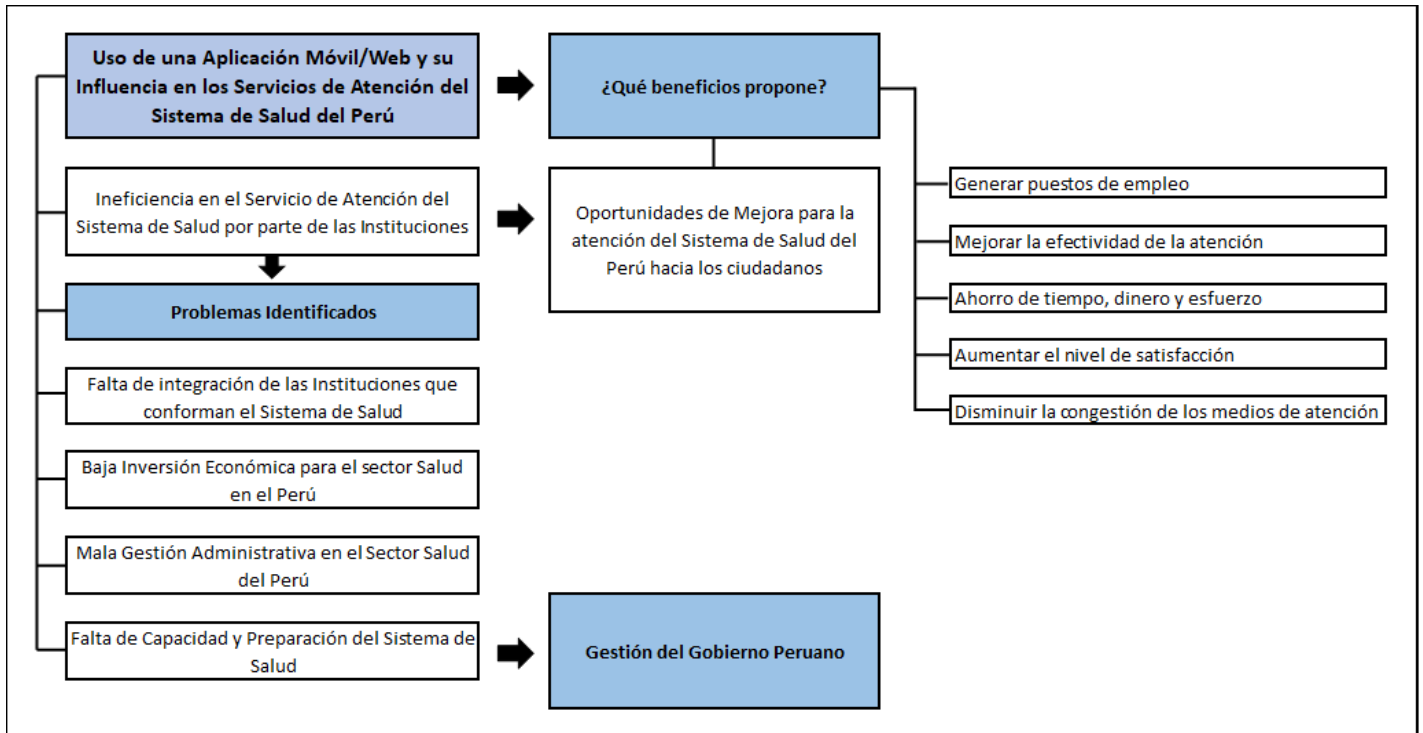 Uso de una Aplicación Móvil/Web y su
Influencia en los Servicios de Atención del
Sistema de Salud del Perú
¿Qué beneficios propone?
Ineficiencia en el Servicio de Atención del
Sistema de Salud por parte de las Instituciones
Oportunidades de Mejora para la
atención del Sistema de Salud del
Perú hacia los ciudadanos
Generar puestos de empleo
Mejorar la efectividad de la atención
Ahorro de tiempo, dinero y esfuerzo
Aumentar el nivel de satisfacción
Disminuir la congestión de los medios de atención
Problemas Identificados
Falta de integración de las Instituciones que
conforman el Sistema de Salud
Baja Inversión Económica para el sector Salud
en el Perú
Mala Gestión Administrativa en el Sector Salud
del Perú
Falta de Capacidad y Preparación del Sistema de
Salud
Gestión del Gobierno Peruano